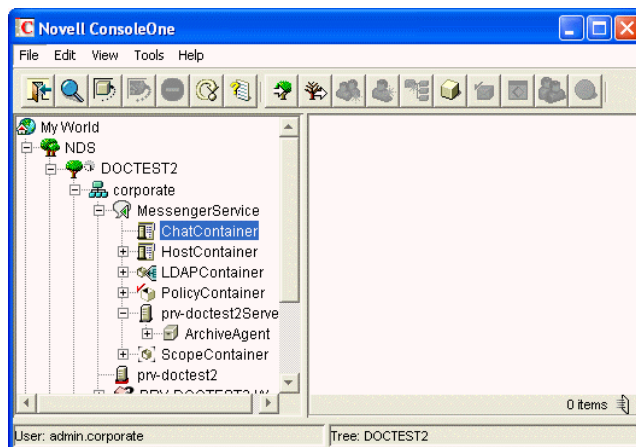 Novell ConsoleOne
File Edit View Tools Help
My World
NDS
DOCTEST2
corporate
MessengerService
ChatContainer
HostContainer
LDAPContainer
PolicyContainer
prv-doctest2Serve
ArchiveAgent
ScopeContainer
prv-doctest2
0 items
User: admin.corporate
Tree: DOCTEST2